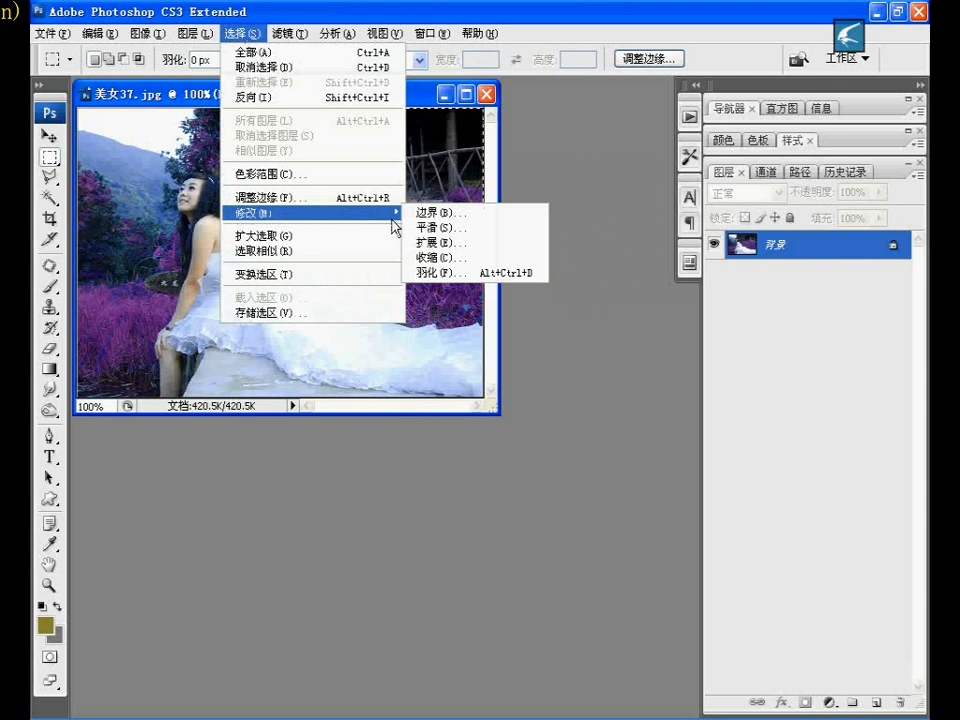 n)
Adobe Photoshop CS3 Extended
文件(F) 编辑(E) 图像(I) 图层(L) 选择(S) 滤镜(T) 分析(A) 视图(V) 窗口(W) 帮助(H)
羽化: 0 px 宽度: 高度: 调整边缘... 工作区
美女37.jpg @ 100%(
全部(A) Ctrl+A
取消选择(D) Ctrl+D
重新选择(E) Shift+Ctrl+D
反向(I) Shift+Ctrl+I
所有图层(L) Alt+Ctrl+A
取消选择图层(S)
相似图层(Y)
色彩范围(C)...
调整边缘(F)... Alt+Ctrl+R
修改(M)
扩大选取(G)
选取相似(R)
变换选区(T)
载入选区(O)...
存储选区(V)...
边界(B)...
平滑(S)...
扩展(E)...
收缩(C)...
羽化(F)... Alt+Ctrl+D
100% 文档:420.5K/420.5K
Ps
导航器 × 直方图 信息
颜色 色板 样式 ×
图层 × 通道 路径 历史记录
正常 不透明度: 100%
锁定: 填充: 100%
背景